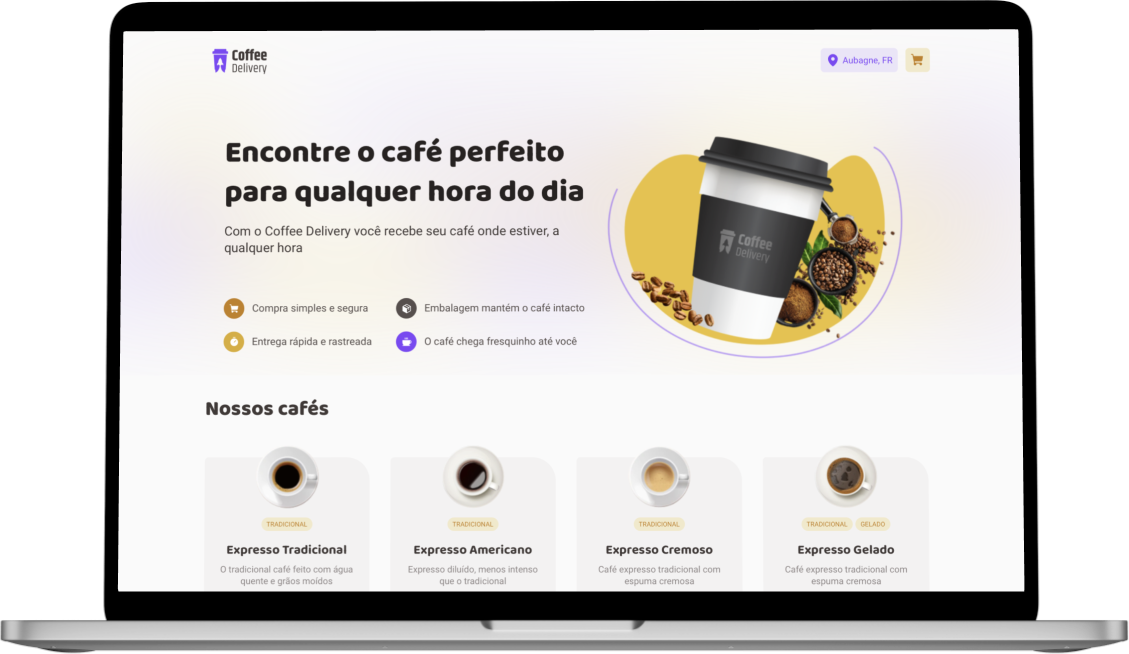 Coffee
Delivery
Aubagne, FR
Encontre o café perfeito
para qualquer hora do dia
Com o Coffee Delivery você recebe seu café onde estiver, a
qualquer hora
Coffee
Delivery
Compra simples e segura
Embalagem mantém o café intacto
Entrega rápida e rastreada
O café chega fresquinho até você
Nossos cafés
TRADICIONAL
TRADICIONAL
TRADICIONAL
TRADICIONAL
GELADO
Expresso Tradicional
Expresso Americano
Expresso Cremoso
Expresso Gelado
O tradicional café feito com água
quente e grãos moídos
Expresso diluído, menos intenso
que o tradicional
Café expresso tradicional com
espuma cremosa
Café expresso tradicional com
espuma cremosa